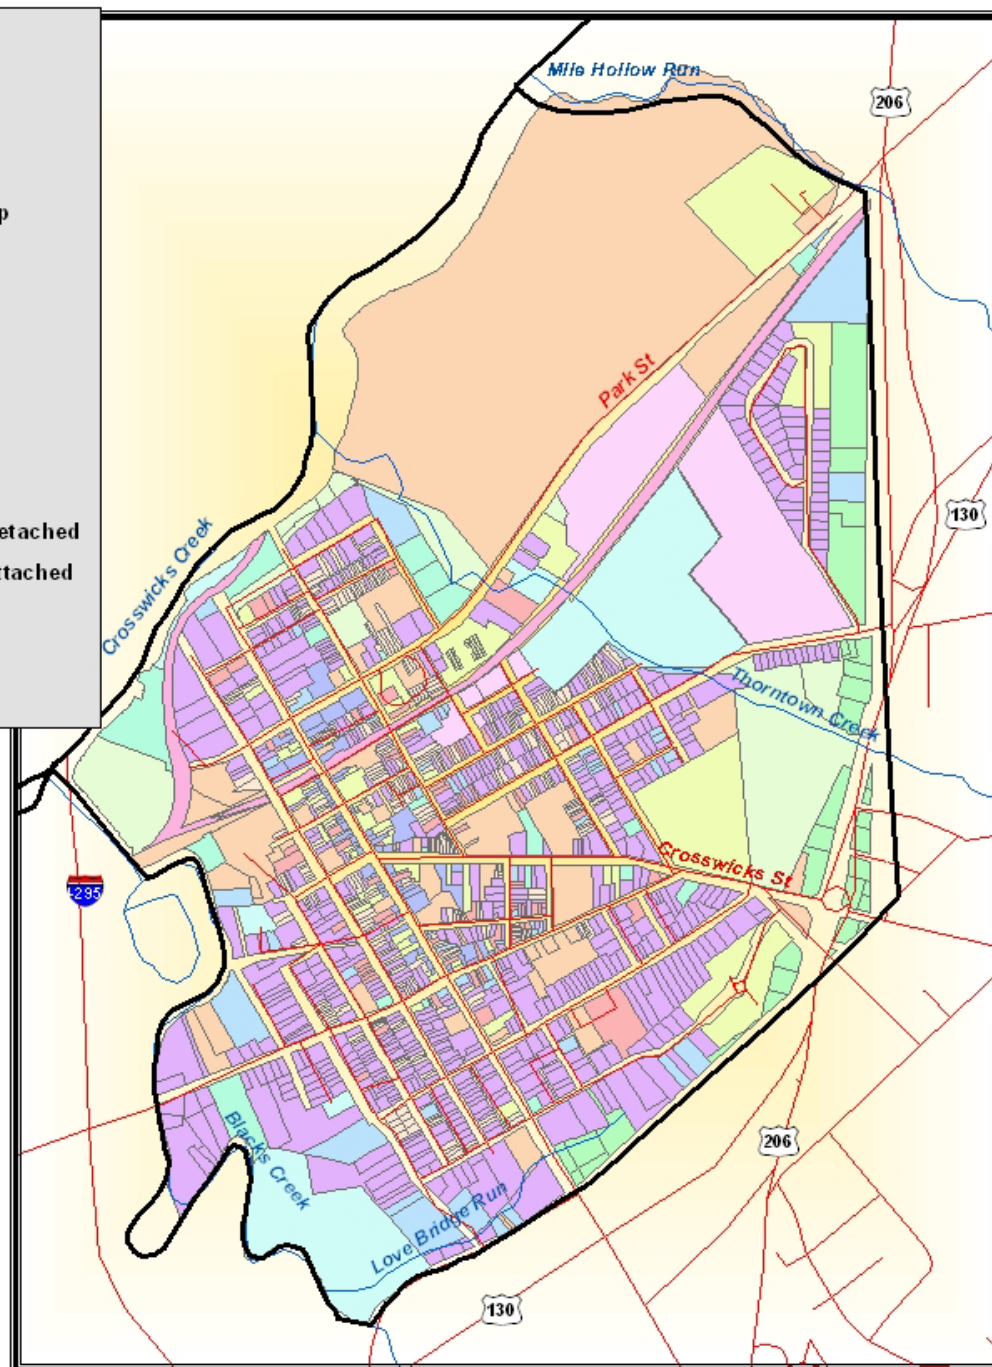 Mile Hollow Run
206
p
Park St
130
etached
ttached
Crosswicks Creek
Thorntown Creek
Crosswicks St
295
Blacks Creek
206
Love Bridge Run
130